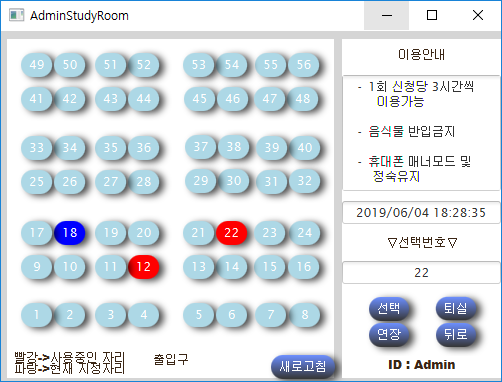 AdminStudyRoom
49 50 51 52 53 54 55 56
41 42 43 44 45 46 47 48
33 34 35 36 37 38 39 40
25 26 27 28 29 30 31 32
17 18 19 20 21 22 23 24
9 10 11 12 13 14 15 16
1 2 3 4 5 6 7 8
빨강->사용중인 자리
파랑->현재 지정자리
출입구
새로고침
이용안내
- 1회 신청당 3시간씩
이용가능
- 음식물 반입금지
- 휴대폰 매너모드 및
정숙유지
2019/06/04 18:28:35
▽선택번호▽
22
선택 퇴실
연장 뒤로
ID : Admin